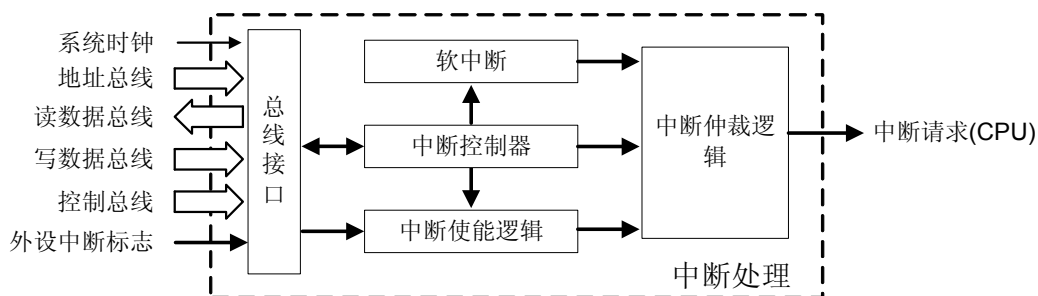 系统时钟
地址总线
读数据总线
写数据总线
控制总线
外设中断标志
总
线
接
口
软中断
中断控制器
中断使能逻辑
中断仲裁逻
辑
中断请求(CPU)
中断处理